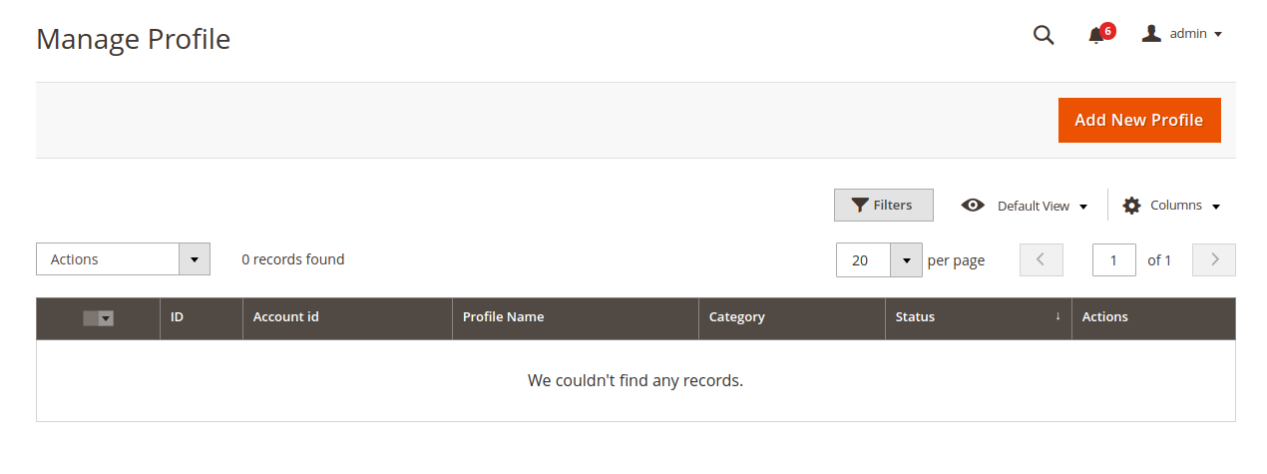 Manage Profile
6
admin
Add New Profile
Filters
Default View
Columns
Actions
0 records found
20
per page
1
of 1
ID
Account id
Profile Name
Category
Status
↓
Actions
We couldn't find any records.